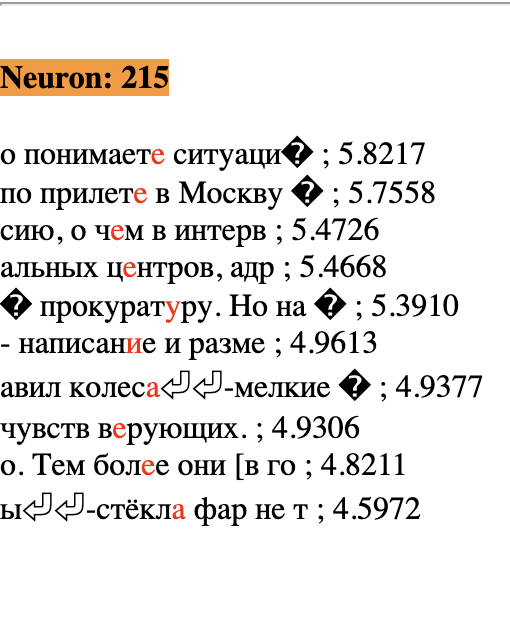 Neuron: 215
о понимаете ситуаци� ; 5.8217
по прилете в Москву � ; 5.7558
сию, о чем в интерв ; 5.4726
альных центров, адр ; 5.4668
� прокуратуру. Но на � ; 5.3910
- написание и разме ; 4.9613
авил колеса⏎⏎-мелкие � ; 4.9377
чувств верующих. ; 4.9306
о. Тем более они [в го ; 4.8211
ы⏎⏎-стёкла фар не т ; 4.5972